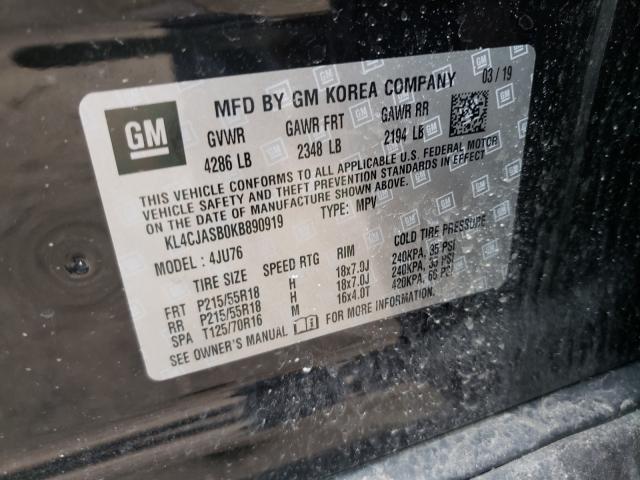 GM
MFD BY GM KOREA COMPANY 03 / 19
GVWR GAWR FRT GAWR RR
4286 LB 2348 LB 2194 LB
THIS VEHICLE CONFORMS TO ALL APPLICABLE U.S. FEDERAL MOTOR
VEHICLE SAFETY AND THEFT PREVENTION STANDARDS IN EFFECT
ON THE DATE OF MANUFACTURE SHOWN ABOVE.
KL4CJASB0KB890919 TYPE: MPV
MODEL : 4JU76
TIRE SIZE SPEED RTG RIM COLD TIRE PRESSURE
FRT P215/55R18 H 18x7.0J 240KPA, 35 PSI
RR P215/55R18 H 18x7.0J 240KPA, 35 PSI
SPA T125/70R16 M 16x4.0T 420KPA, 60 PSI
SEE OWNER'S MANUAL FOR MORE INFORMATION.